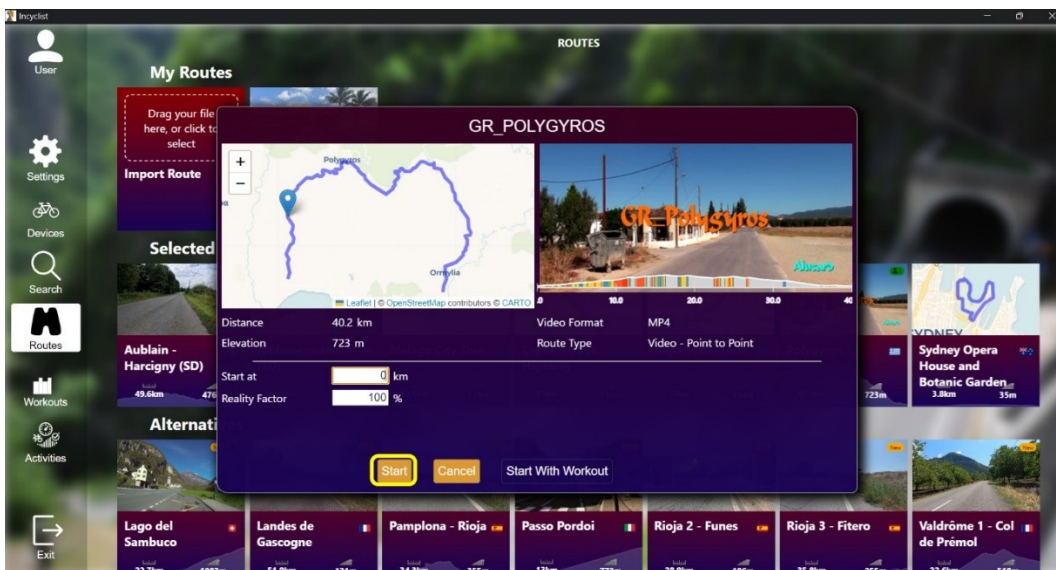 Incyclist
ROUTES
User
Settings
Devices
Search
Routes
Workouts
Activities
Exit
My Routes
Drag your file
here, or click to
select
Import Route
Selected
Aublain -
Harcigny (SD)
49.6km 476
GR_POLYGYROS
+
−
Polygyros
Ormylia
Leaflet | © OpenStreetMap contributors © CARTO
GR_Polygyros
.0 10.0 20.0 30.0 40
Distance 40.2 km
Elevation 723 m
Video Format MP4
Route Type Video - Point to Point
Start at 0 km
Reality Factor 100 %
Start
Cancel
Start With Workout
723m
SYDNEY
Sydney Opera
House and
Botanic Garden
3.8km 35m
Alternati
Lago del
Sambuco
Landes de
Gascogne
Pamplona - Rioja
Passo Pordoi
Rioja 2 - Funes
Rioja 3 - Fitero
New
Valdrôme 1 - Col
de Prémol